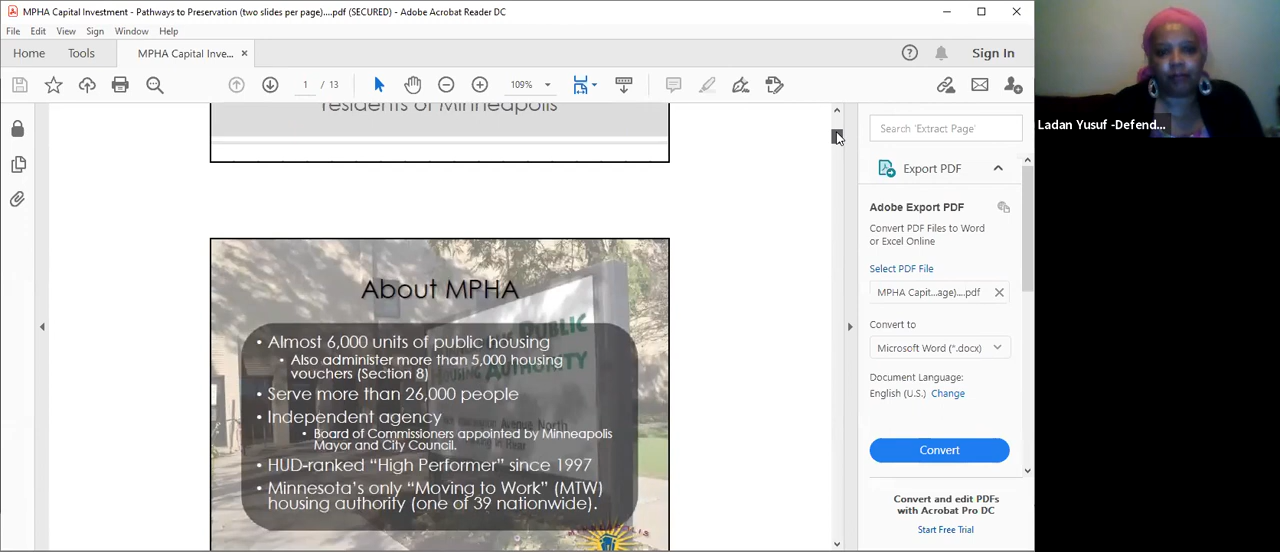 MPHA Capital Investment - Pathways to Preservation (two slides per page)....pdf (SECURED) - Adobe Acrobat Reader DC
File Edit View Sign Window Help
Home Tools MPHA Capital Inve... × Sign In
1 / 13 109%
residents of Minneapolis
About MPHA
PUBLIC
HOUSING AUTHORITY
• Almost 6,000 units of public housing
• Also administer more than 5,000 housing
vouchers (Section 8)
• Serve more than 26,000 people
• Independent agency
• Board of Commissioners appointed by Minneapolis
Mayor and City Council.
• HUD-ranked “High Performer” since 1997
• Minnesota’s only “Moving to Work” (MTW)
housing authority (one of 39 nationwide).
MINNEAPOLIS
Search 'Extract Page'
Export PDF
Adobe Export PDF
Convert PDF Files to Word
or Excel Online
Select PDF File
MPHA Capit...age)....pdf
Convert to
Microsoft Word (*.docx)
Document Language:
English (U.S.) Change
Convert
Convert and edit PDFs
with Acrobat Pro DC
Start Free Trial
Ladan Yusuf -Defend...